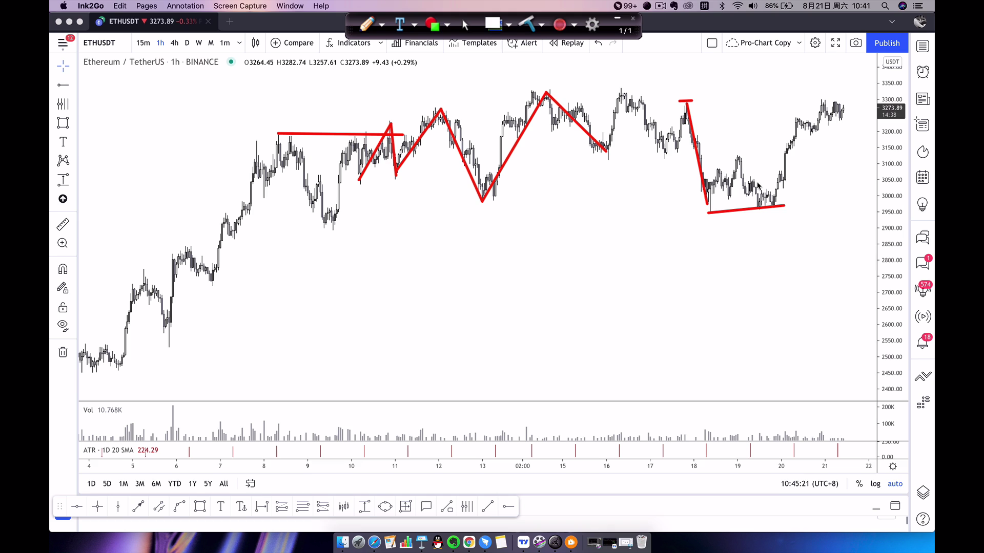 Ink2Go Pages Annotation Screen Capture Window Help
99+ 86% 8月21日 周六 10:41
ETHUSDT ▼ 3273.89 −0.33%
1/1
ETHUSDT 15m 1h 4h D W M Compare Indicators Financials Templates Alert Replay Pro-Chart Copy Publish
Ethereum / TetherUS · 1h · BINANCE O3264.45 H3282.74 L3257.61 C3273.89 +9.43 (+0.29%)
USDT
3400.00
3300.00
3273.89
14:38
3200.00
3150.00
3100.00
3050.00
3000.00
2950.00
2900.00
2850.00
2800.00
2750.00
2700.00
2650.00
2600.00
2550.00
2500.00
2450.00
2400.00
Vol 10.768K
200K
100K
ATR · 1D 20 SMA 224.29
0.00
4 5 6 7 8 9 10 11 12 13 02:00 15 16 17 18 19 20 21 22
1D 5D 1M 3M 6M YTD 1Y 5Y All
10:45:21 (UTC+8) % log auto
1
574
18